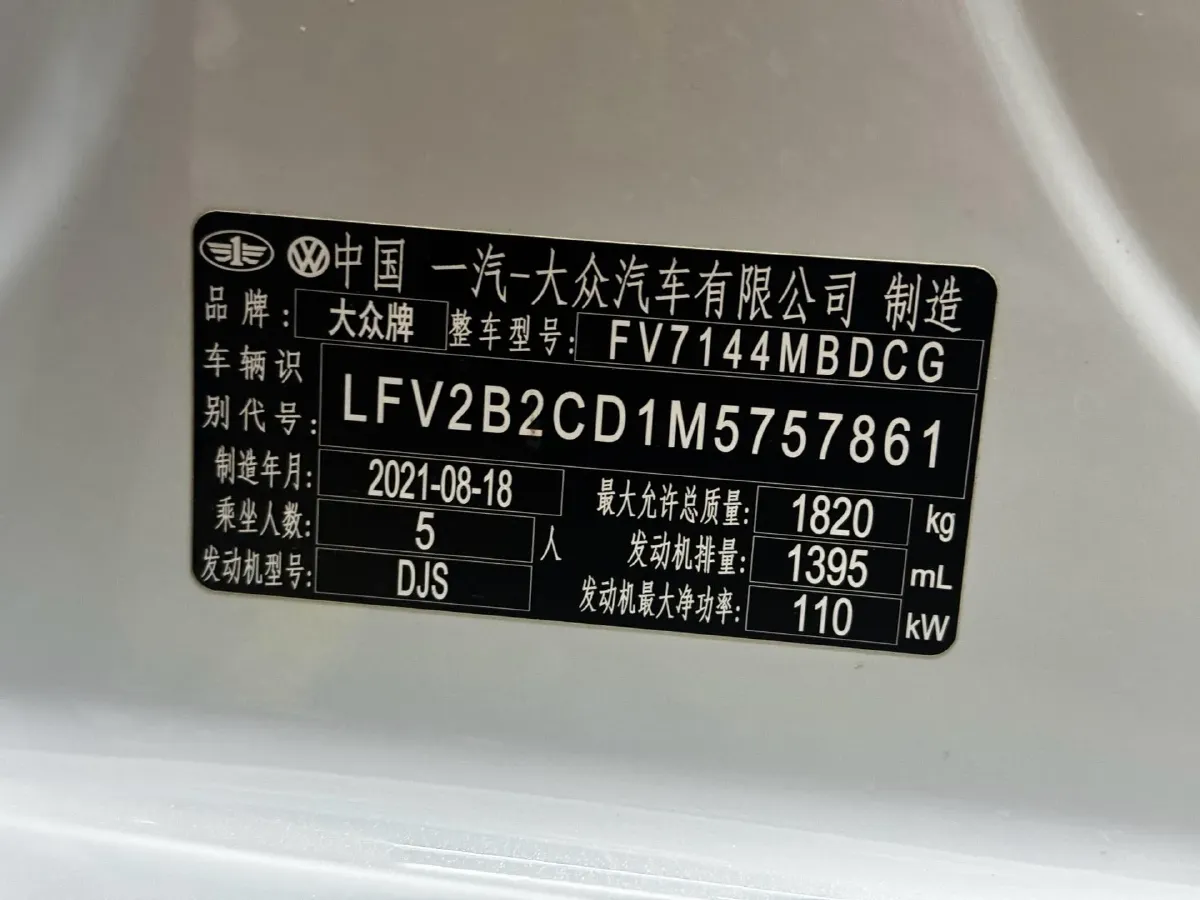 中国 一汽-大众汽车有限公司 制造
品牌: 大众牌 整车型号: FV7144MBDCG
车辆识别代号: LFV2B2CD1M5757861
制造年月: 2021-08-18 最大允许总质量: 1820 kg
乘坐人数: 5 人 发动机排量: 1395 mL
发动机型号: DJS 发动机最大净功率: 110 kW